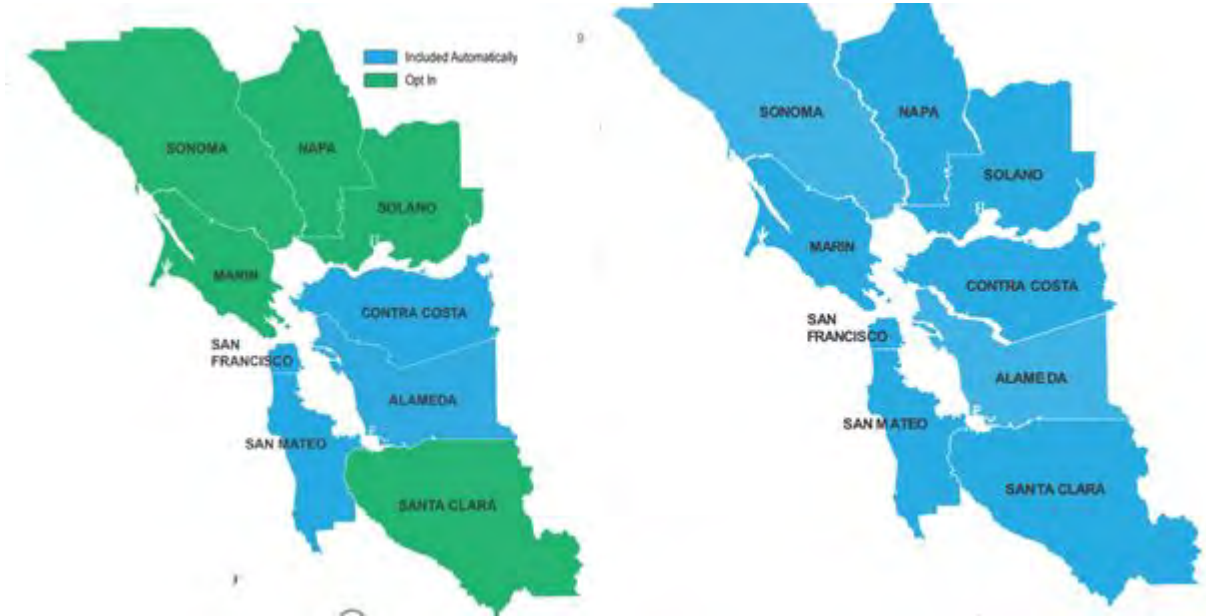 Included Automatically
Opt In
SONOMA
NAPA
SOLANO
MARIN
CONTRA COSTA
SAN
FRANCISCO
ALAMEDA
SAN MATEO
SANTA CLARA
9
SONOMA
NAPA
SOLANO
MARIN
CONTRA COSTA
SAN
FRANCISCO
ALAMEDA
SAN MATEO
SANTA CLARA